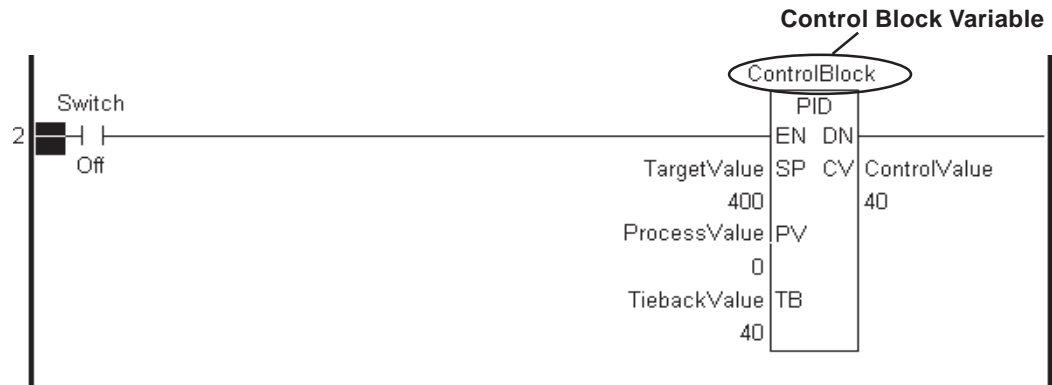 Control Block Variable
ControlBlock
Switch
PID
2
EN DN
Off
TargetValue SP CV ControlValue
400 40
ProcessValue PV
0
TiebackValue TB
40